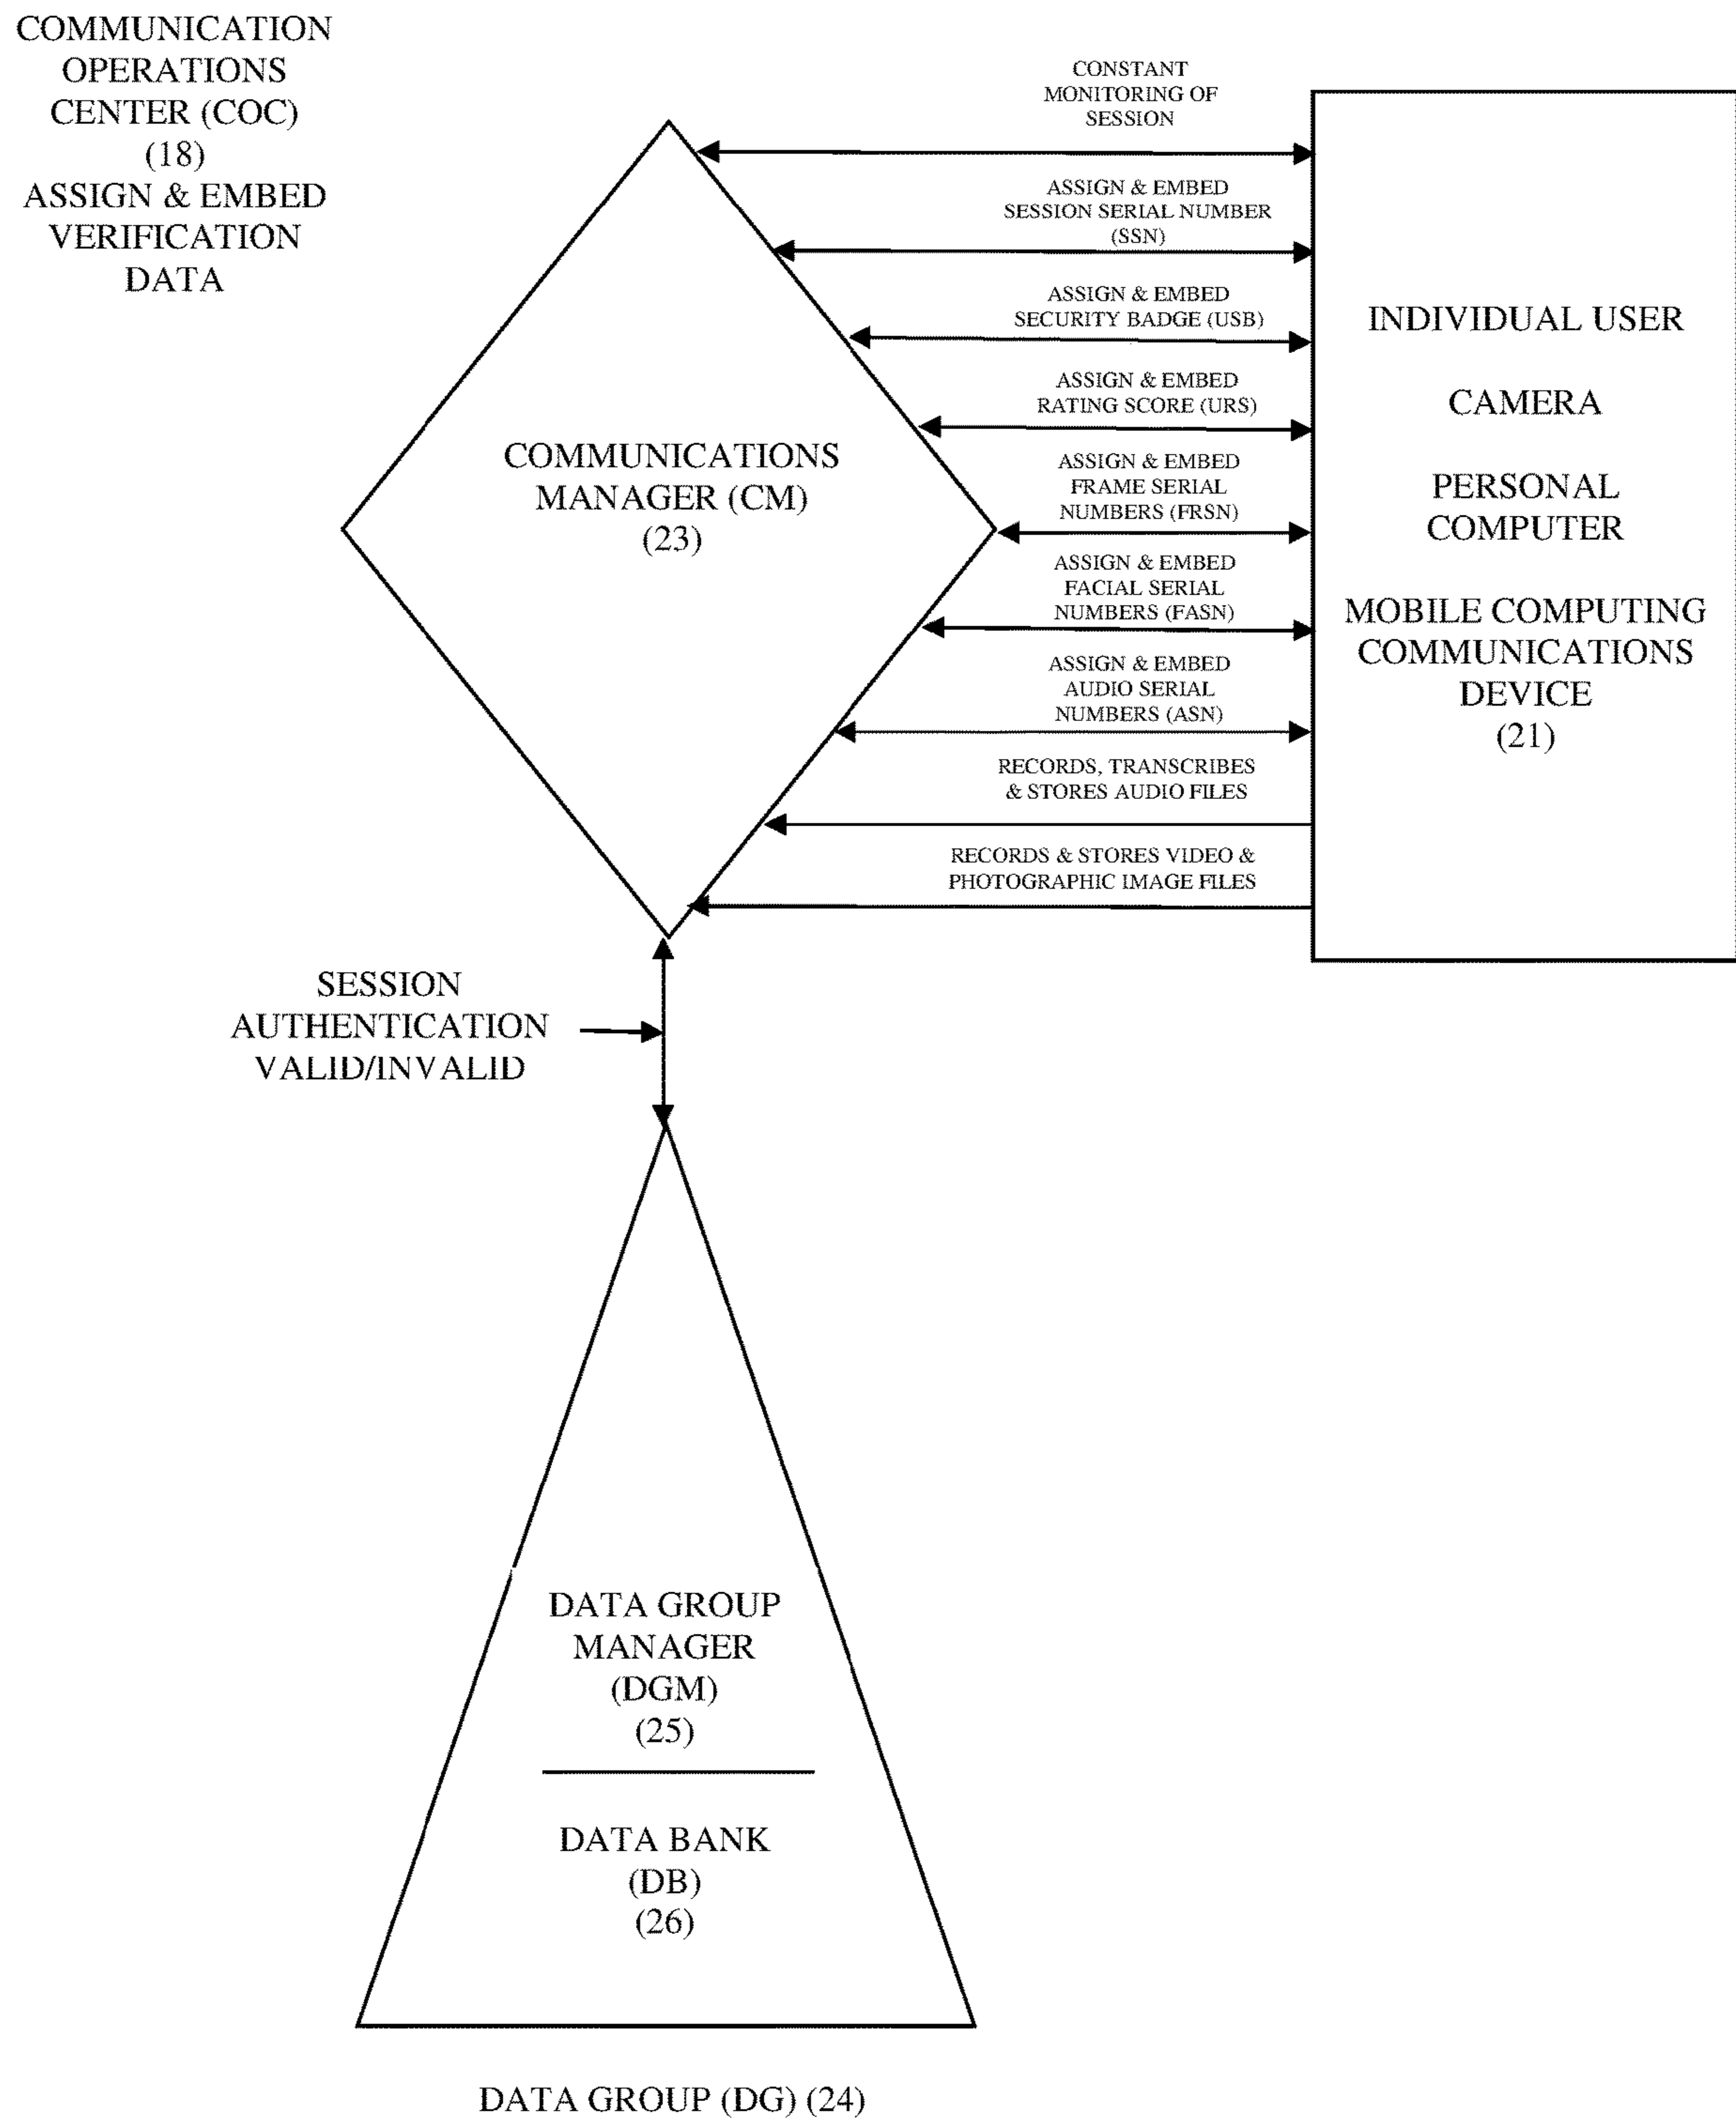 COMMUNICATION
OPERATIONS
CENTER (COC)
(18)
ASSIGN & EMBED
VERIFICATION
DATA
CONSTANT
MONITORING OF
SESSION
ASSIGN & EMBED
SESSION SERIAL NUMBER
(SSN)
ASSIGN & EMBED
SECURITY BADGE (USB)
ASSIGN & EMBED
RATING SCORE (URS)
ASSIGN & EMBED
FRAME SERIAL
NUMBERS (FRSN)
ASSIGN & EMBED
FACIAL SERIAL
NUMBERS (FASN)
ASSIGN & EMBED
AUDIO SERIAL
NUMBERS (ASN)
RECORDS, TRANSCRIBES
& STORES AUDIO FILES
RECORDS & STORES VIDEO &
PHOTOGRAPHIC IMAGE FILES
COMMUNICATIONS
MANAGER (CM)
(23)
INDIVIDUAL USER
CAMERA
PERSONAL
COMPUTER
MOBILE COMPUTING
COMMUNICATIONS
DEVICE
(21)
SESSION
AUTHENTICATION
VALID/INVALID
DATA GROUP
MANAGER
(DGM)
(25)
DATA BANK
(DB)
(26)
DATA GROUP (DG) (24)